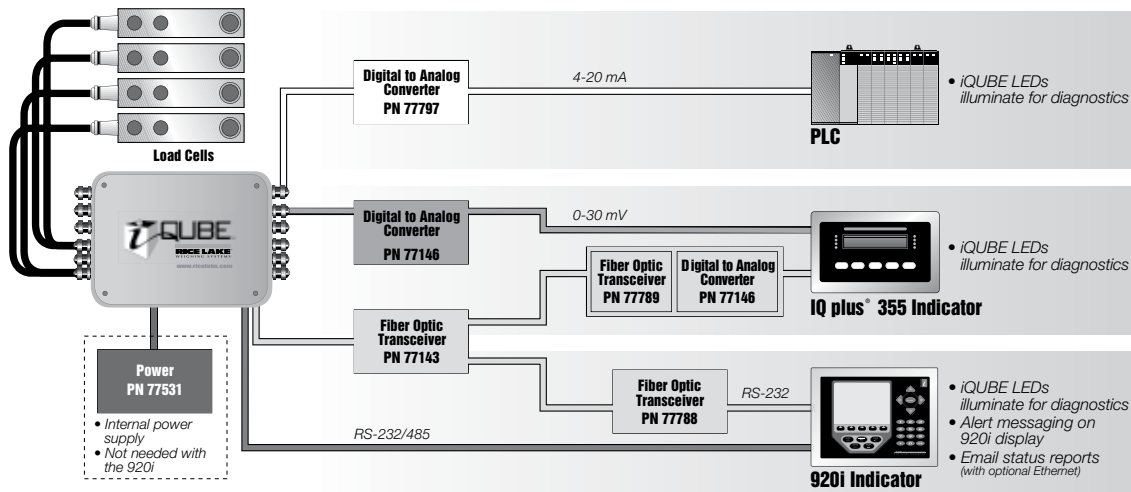 Load Cells
iQUBE
RICE LAKE
WEIGHING SYSTEMS
www.ricelake.com
Power
PN 77531
• Internal power
supply
• Not needed with
the 920i
Digital to Analog
Converter
PN 77797
4-20 mA
PLC
• iQUBE LEDs
illuminate for diagnostics
Digital to Analog
Converter
PN 77146
0-30 mV
Fiber Optic
Transceiver
PN 77789
Digital to Analog
Converter
PN 77146
IQ plus® 355 Indicator
• iQUBE LEDs
illuminate for diagnostics
Fiber Optic
Transceiver
PN 77143
Fiber Optic
Transceiver
PN 77788
RS-232
RS-232/485
920i Indicator
• iQUBE LEDs
illuminate for diagnostics
• Alert messaging on
920i display
• Email status reports
(with optional Ethernet)